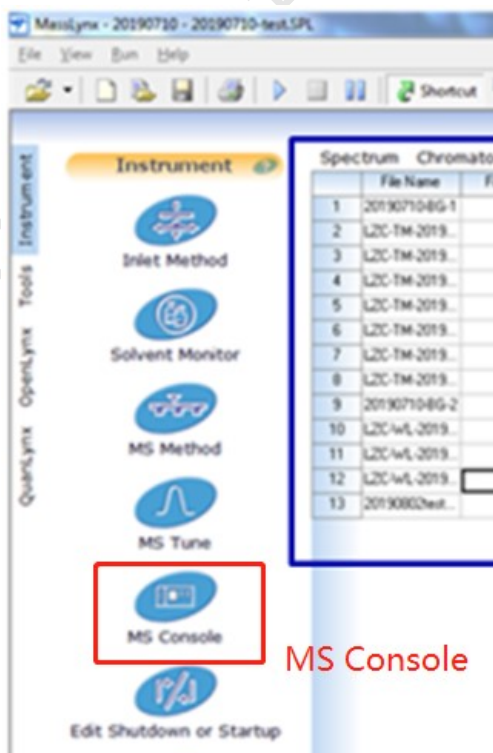 MassLynx - 20190710 - 20190710-test.SPL
File View Run Help
Shortcut
Instrument
Tools
OpenLynx
QuanLynx
Instrument
Inlet Method
Solvent Monitor
MS Method
MS Tune
MS Console
Edit Shutdown or Startup
Spectrum Chromato
File Name F
1 20190710-BG-1
2 LZC-TM-2019...
3 LZC-TM-2019...
4 LZC-TM-2019...
5 LZC-TM-2019...
6 LZC-TM-2019...
7 LZC-TM-2019...
8 LZC-TM-2019...
9 20190710-BG-2
10 LZC-WL-2019...
11 LZC-WL-2019...
12 LZC-WL-2019...
13 20190802test...
MS Console